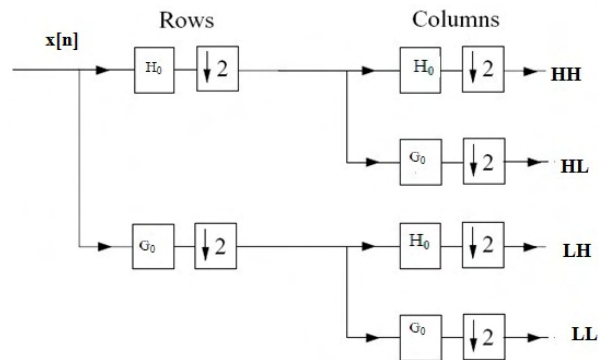 Rows Columns
x[n]
H₀ ↓2 H₀ ↓2 HH
G₀ ↓2 HL
G₀ ↓2 H₀ ↓2 LH
G₀ ↓2 LL